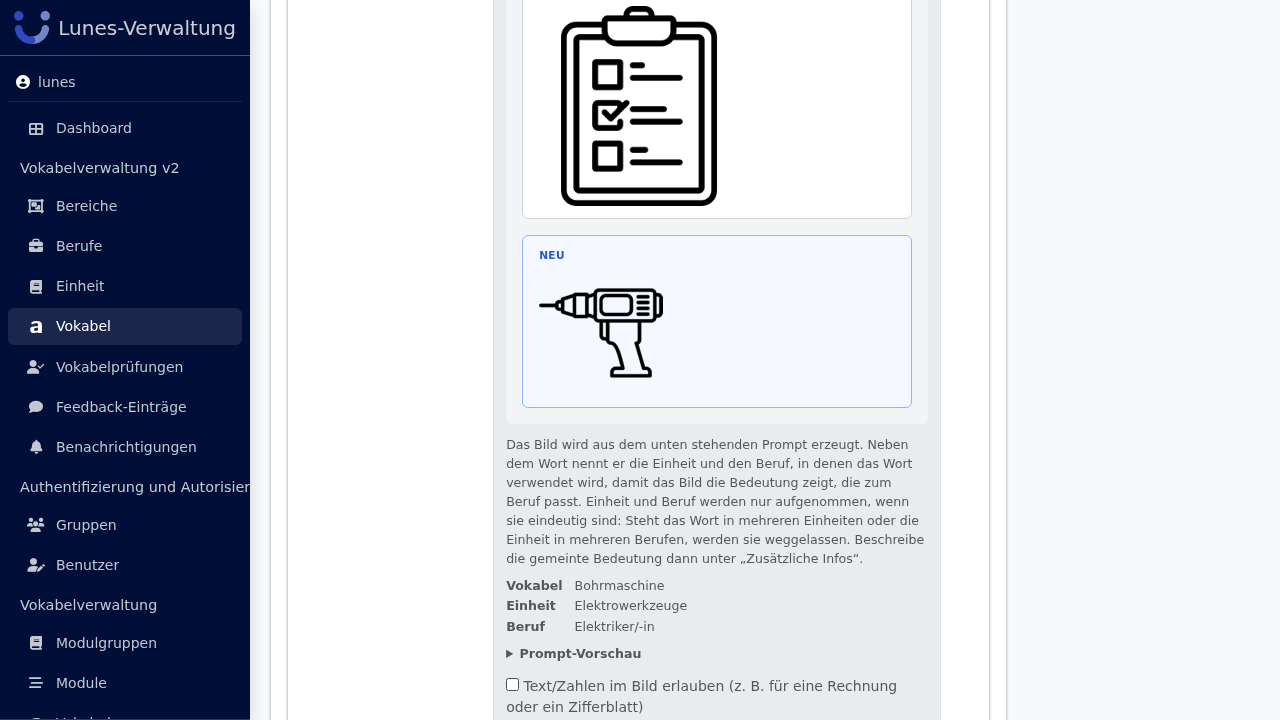 Lunes-Verwaltung
lunes
Dashboard
Vokabelverwaltung v2
Bereiche
Berufe
Einheit
Vokabel
Vokabelprüfungen
Feedback-Einträge
Benachrichtigungen
Authentifizierung und Autorisier
Gruppen
Benutzer
Vokabelverwaltung
Modulgruppen
Module
NEU
Das Bild wird aus dem unten stehenden Prompt erzeugt. Neben
dem Wort nennt er die Einheit und den Beruf, in denen das Wort
verwendet wird, damit das Bild die Bedeutung zeigt, die zum
Beruf passt. Einheit und Beruf werden nur aufgenommen, wenn
sie eindeutig sind: Steht das Wort in mehreren Einheiten oder die
Einheit in mehreren Berufen, werden sie weggelassen. Beschreibe
die gemeinte Bedeutung dann unter „Zusätzliche Infos“.
Vokabel Bohrmaschine
Einheit Elektrowerkzeuge
Beruf Elektriker/-in
Prompt-Vorschau
Text/Zahlen im Bild erlauben (z. B. für eine Rechnung
oder ein Zifferblatt)